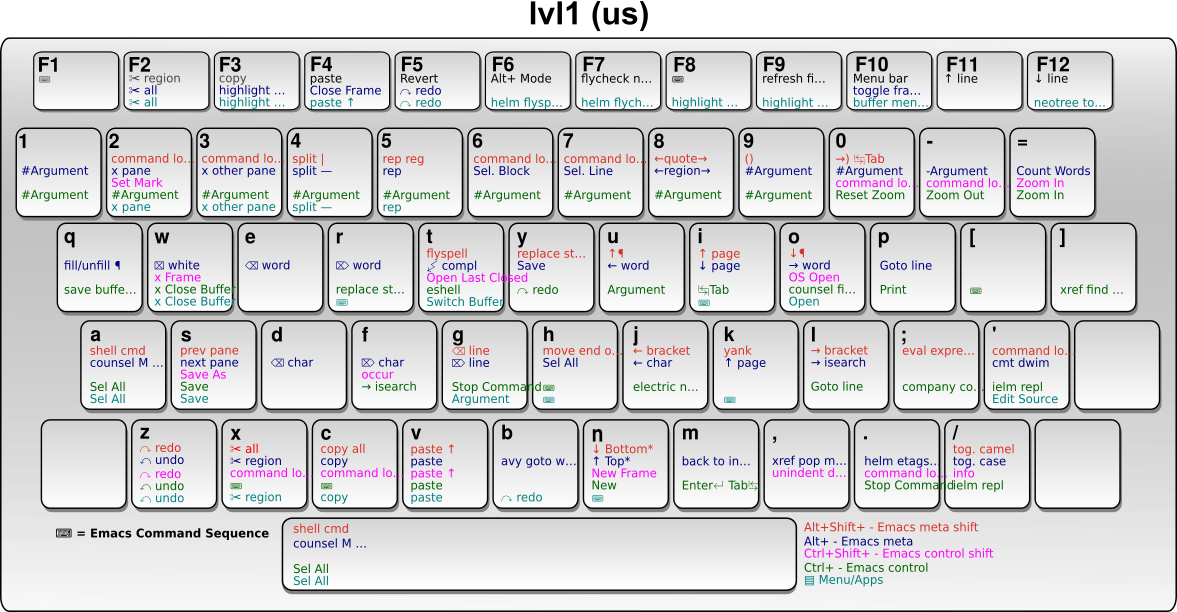 lvl1 (us)
F1
⌨
F2
✂ region
✂ all
✂ all
F3
copy
highlight ...
highlight ...
F4
paste
Close Frame
paste ↑
F5
Revert
↷ redo
↷ redo
F6
Alt+ Mode
helm flysp...
F7
flycheck n...
helm flych...
F8
⌨
highlight ...
F9
refresh fi...
highlight ...
F10
Menu bar
toggle fra...
buffer men...
F11
↑ line
F12
↓ line
neotree to...
1
#Argument
#Argument
2
command lo...
x pane
Set Mark
#Argument
x pane
3
command lo...
x other pane
#Argument
x other pane
4
split |
split —
#Argument
split —
5
rep reg
rep
#Argument
rep
6
command lo...
Sel. Block
#Argument
7
command lo...
Sel. Line
#Argument
8
←quote→
←region→
#Argument
9
()
#Argument
#Argument
0
→) ↹Tab
#Argument
command lo...
Reset Zoom
-
-Argument
command lo...
Zoom Out
=
Count Words
Zoom In
Zoom In
q
fill/unfill ¶
save buffe...
w
⌧ white
x Frame
x Close Buffer
x Close Buffer
e
⌫ word
r
⌦ word
replace st...
⌨
t
flyspell
compl
Open Last Closed
eshell
Switch Buffer
y
replace st...
Save
↷ redo
u
↑¶
← word
Argument
i
↑ page
↓ page
↹Tab
⌨
o
↓¶
→ word
OS Open
counsel fi...
Open
p
Goto line
Print
[
⌨
]
xref find ...
a
shell cmd
counsel M ...
Sel All
Sel All
s
prev pane
next pane
Save As
Save
Save
d
⌫ char
f
⌦ char
occur
→ isearch
g
⌫ line
⌦ line
Stop Command
Argument
h
move end o...
Sel All
⌨
⌨
j
← bracket
← char
electric n...
k
yank
↑ page
⌨
l
→ bracket
→ isearch
Goto line
;
eval expre...
company co...
'
command lo...
cmt dwim
ielm repl
Edit Source
z
↷ redo
↶ undo
↷ redo
↶ undo
↶ undo
x
✂ all
✂ region
command lo...
⌨
✂ region
c
copy all
copy
command lo...
⌨
copy
v
paste ↑
paste
paste ↑
paste
paste
b
avy goto w...
↷ redo
n
↓ Bottom*
↑ Top*
New Frame
New
⌨
m
back to in...
Enter↵ Tab↹
,
xref pop m...
unindent d...
.
helm etags...
command lo...
Stop Command
/
tog. camel
tog. case
info
ielm repl
⌨ = Emacs Command Sequence
shell cmd
counsel M ...
Sel All
Sel All
Alt+Shift+ - Emacs meta shift
Alt+ - Emacs meta
Ctrl+Shift+ - Emacs control shift
Ctrl+ - Emacs control
▤ Menu/Apps